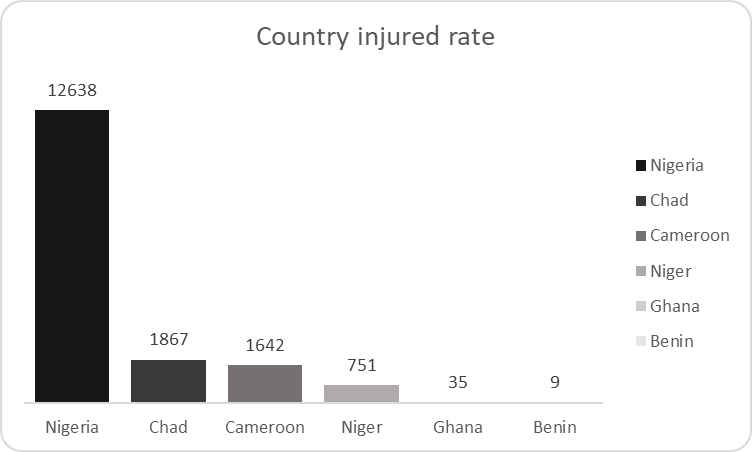 Country injured rate
12638
1867
1642
751
35
9
Nigeria
Chad
Cameroon
Niger
Ghana
Benin
Nigeria
Chad
Cameroon
Niger
Ghana
Benin